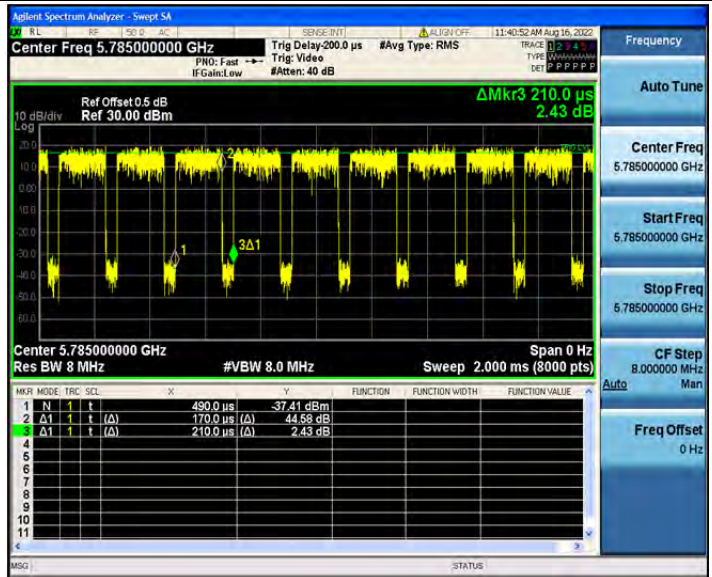 Agilent Spectrum Analyzer - Swept SA
RL RF 50 Ω AC SENSE:INT ALIGN OFF 11:40:52 AM Aug 16, 2022
Center Freq 5.785000000 GHz
PNO: Fast
IFGain:Low
Trig Delay-200.0 µs
Trig: Video
#Atten: 40 dB
#Avg Type: RMS
TRACE 1 2 3 4 5 6
TYPE
DET P P P P P P
Frequency
Auto Tune
Ref Offset 0.5 dB
10 dB/div Ref 30.00 dBm
Log
ΔMkr3 210.0 µs
2.43 dB
20.0
10.0
0.00
-10.0
-20.0
-30.0
-40.0
-50.0
-60.0
2Δ1
1
3Δ1
Center 5.785000000 GHz Span 0 Hz
Res BW 8 MHz #VBW 8.0 MHz Sweep 2.000 ms (8000 pts)
MKR MODE TRC SCL X Y FUNCTION FUNCTION WIDTH FUNCTION VALUE
1 N 1 t 490.0 µs -37.41 dBm
2 Δ1 1 t (Δ) 170.0 µs (Δ) 44.58 dB
3 Δ1 1 t (Δ) 210.0 µs (Δ) 2.43 dB
4
5
6
7
8
9
10
11
MSG STATUS
Center Freq
5.785000000 GHz
Start Freq
5.785000000 GHz
Stop Freq
5.785000000 GHz
CF Step
8.000000 MHz
Auto Man
Freq Offset
0 Hz